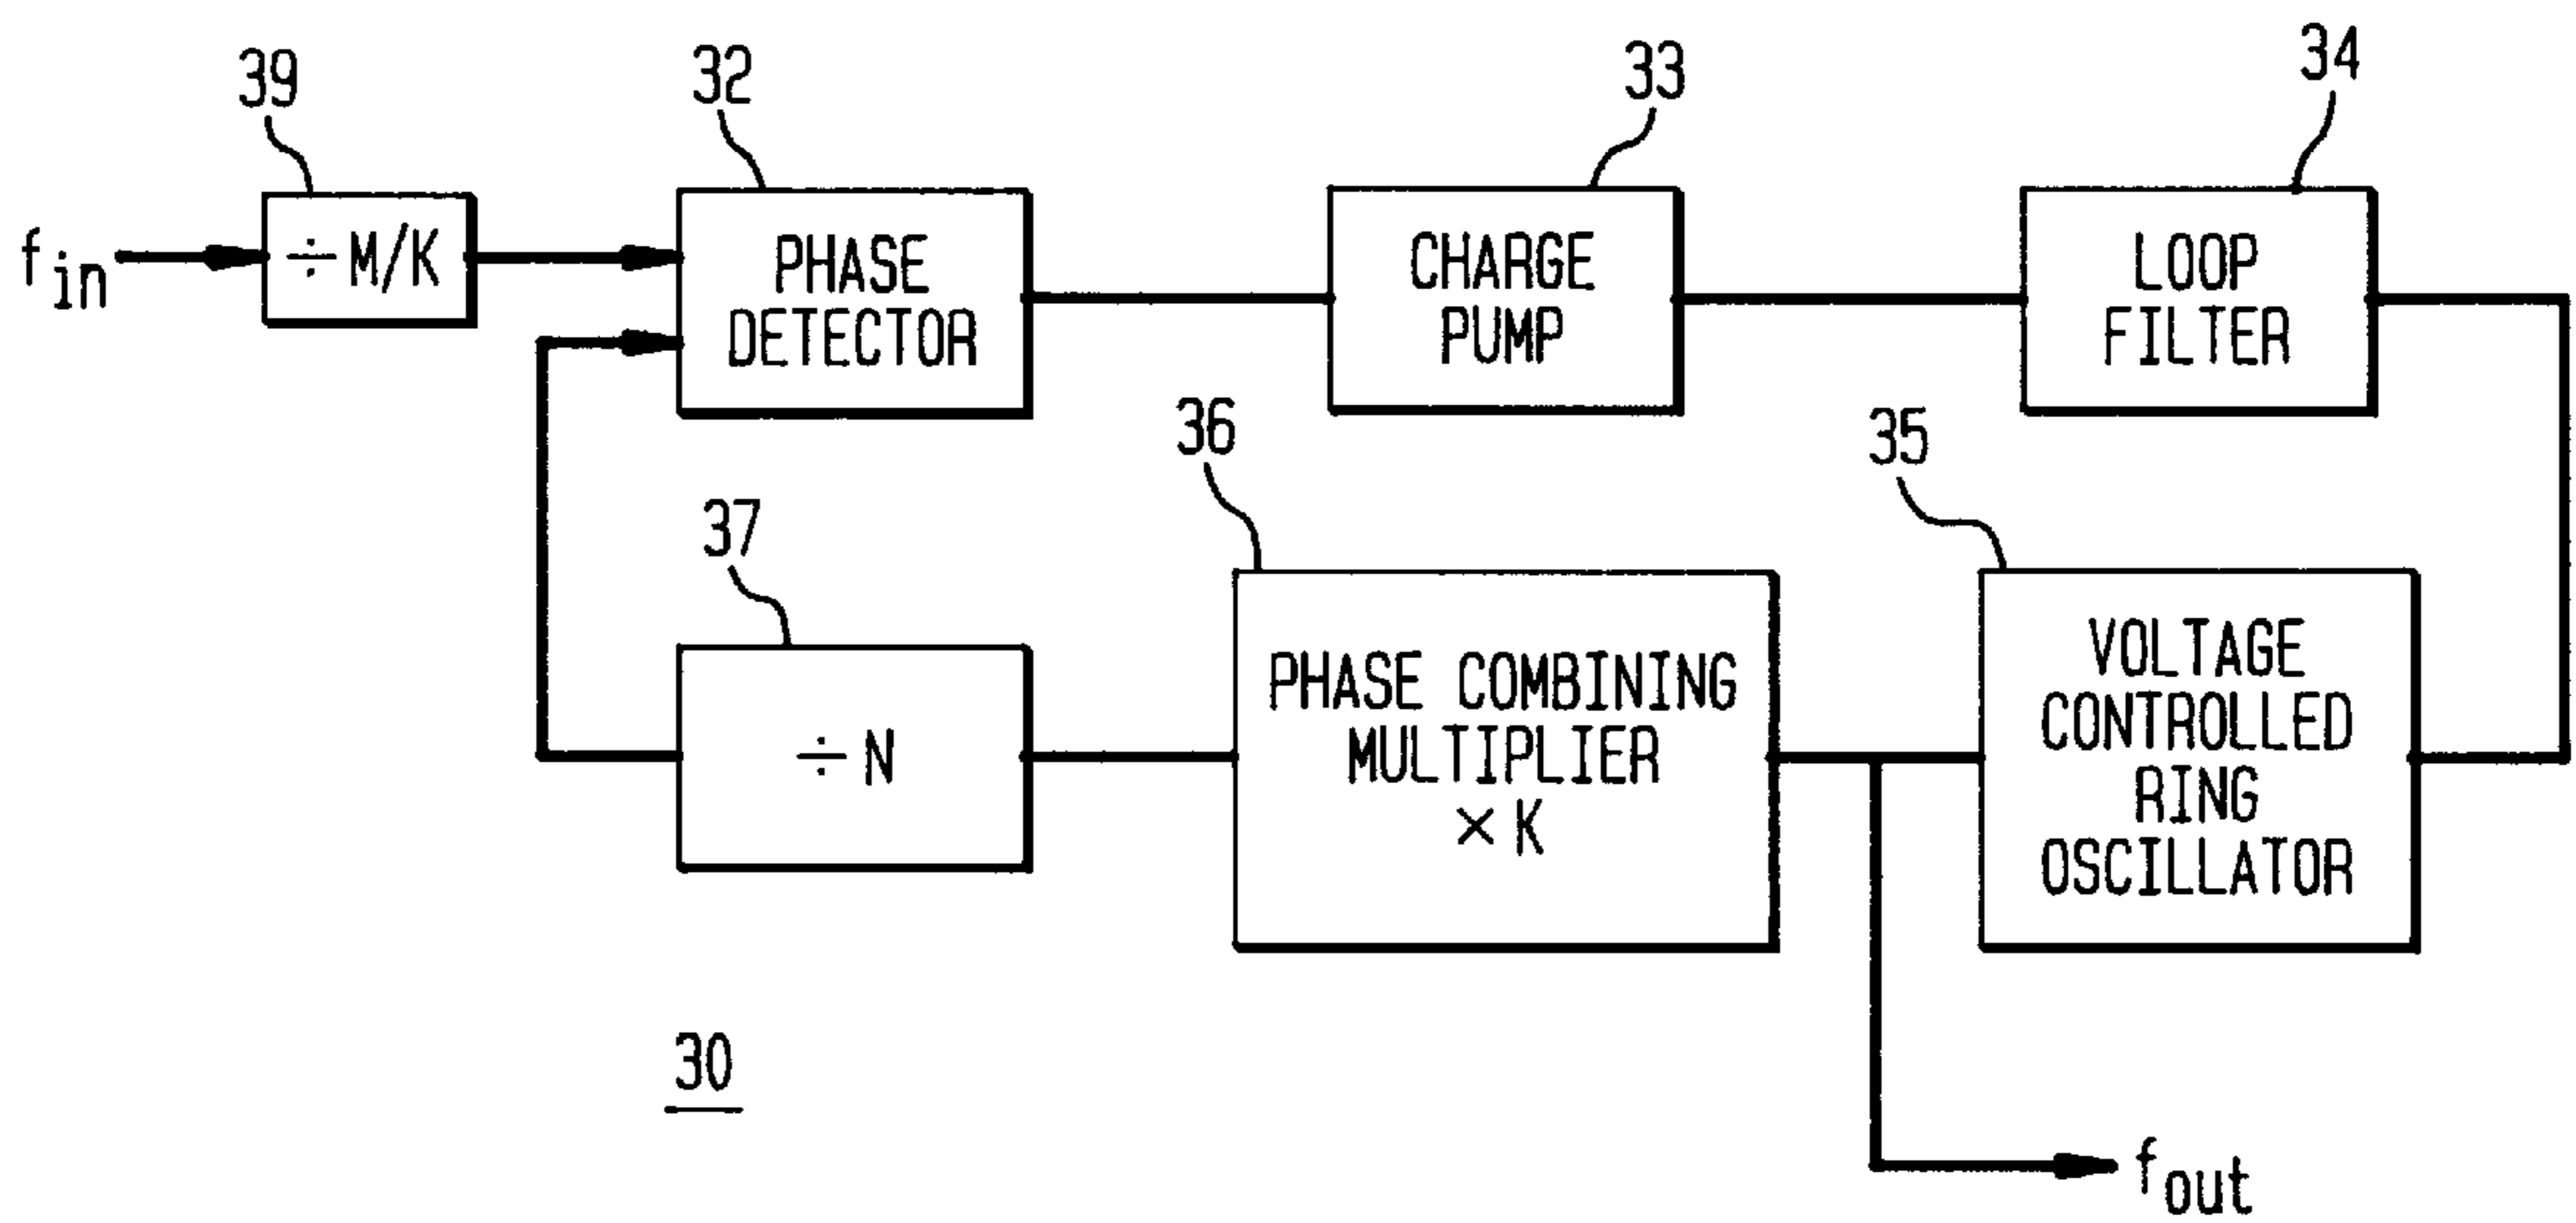 39
32
33
34
f_in
÷ M/K
PHASE
DETECTOR
CHARGE
PUMP
LOOP
FILTER
37
36
35
÷ N
PHASE COMBINING
MULTIPLIER
× K
VOLTAGE
CONTROLLED
RING
OSCILLATOR
30
f_out